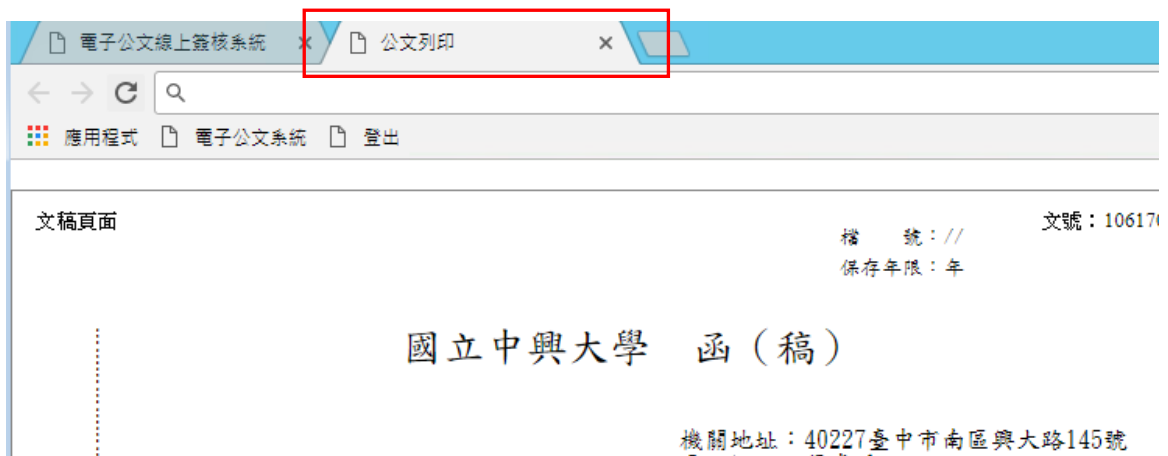 電子公文線上簽核系統 公文列印
應用程式 電子公文系統 登出
文稿頁面
文號：10617
檔 號：//
保存年限：年
國立中興大學 函（稿）
機關地址：40227臺中市南區興大路145號